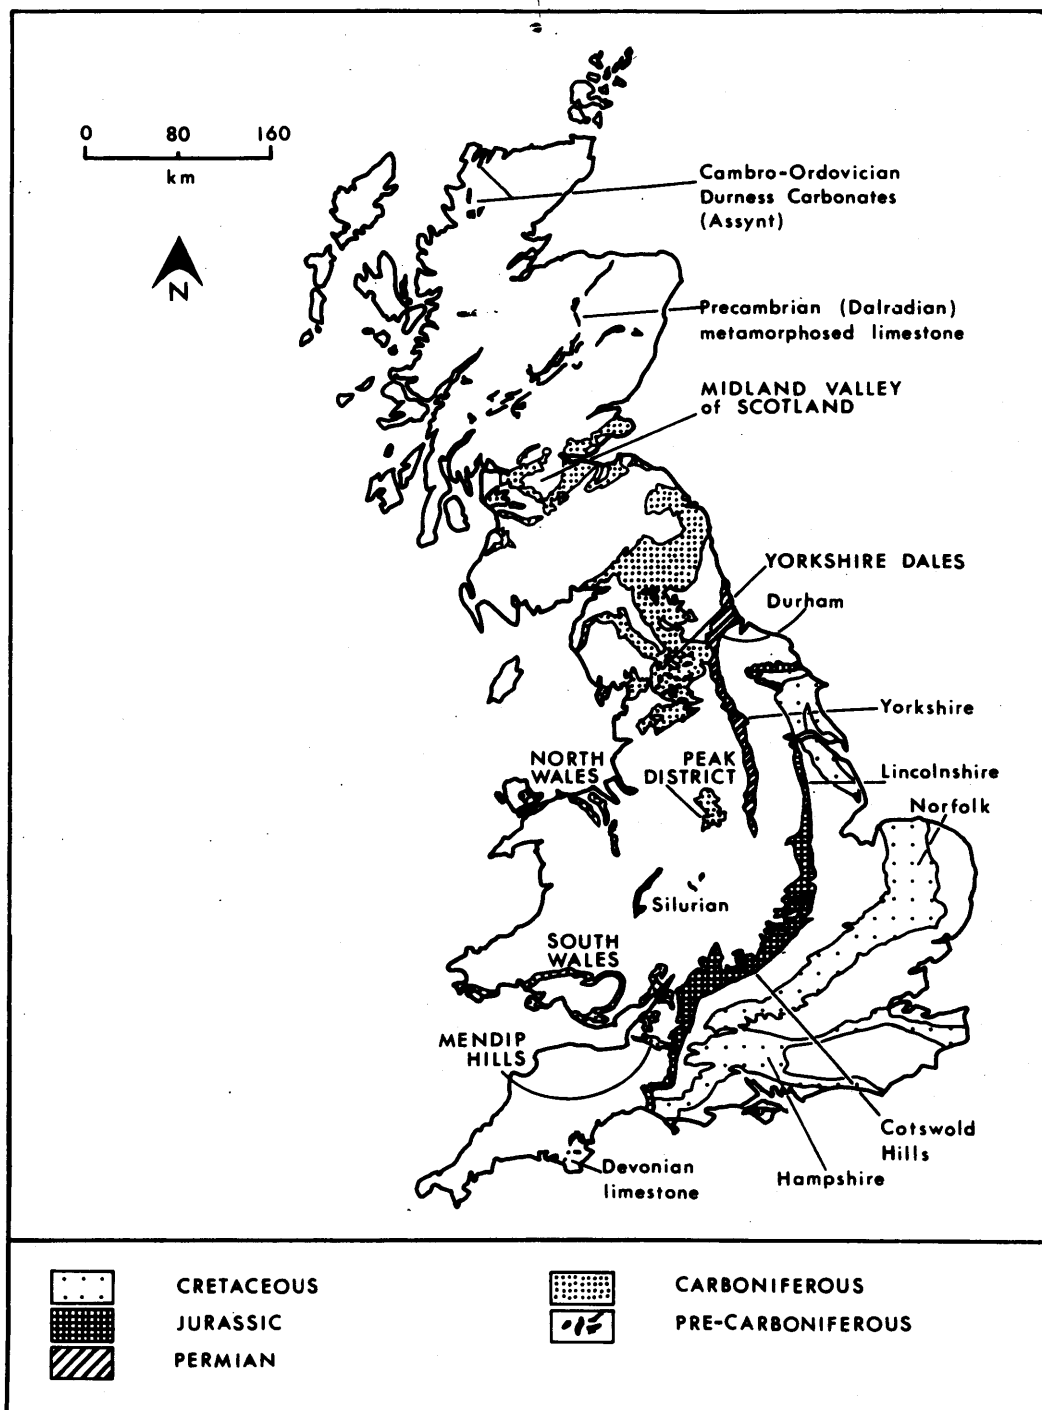 0 80 160
km
N
Cambro-Ordovician
Durness Carbonates
(Assynt)
Precambrian (Dalradian)
metamorphosed limestone
MIDLAND VALLEY
of SCOTLAND
YORKSHIRE DALES
Durham
Yorkshire
NORTH
WALES
PEAK
DISTRICT
Lincolnshire
Norfolk
Silurian
SOUTH
WALES
MENDIP
HILLS
Cotswold
Hills
Devonian
limestone
Hampshire
CRETACEOUS
JURASSIC
PERMIAN
CARBONIFEROUS
PRE-CARBONIFEROUS